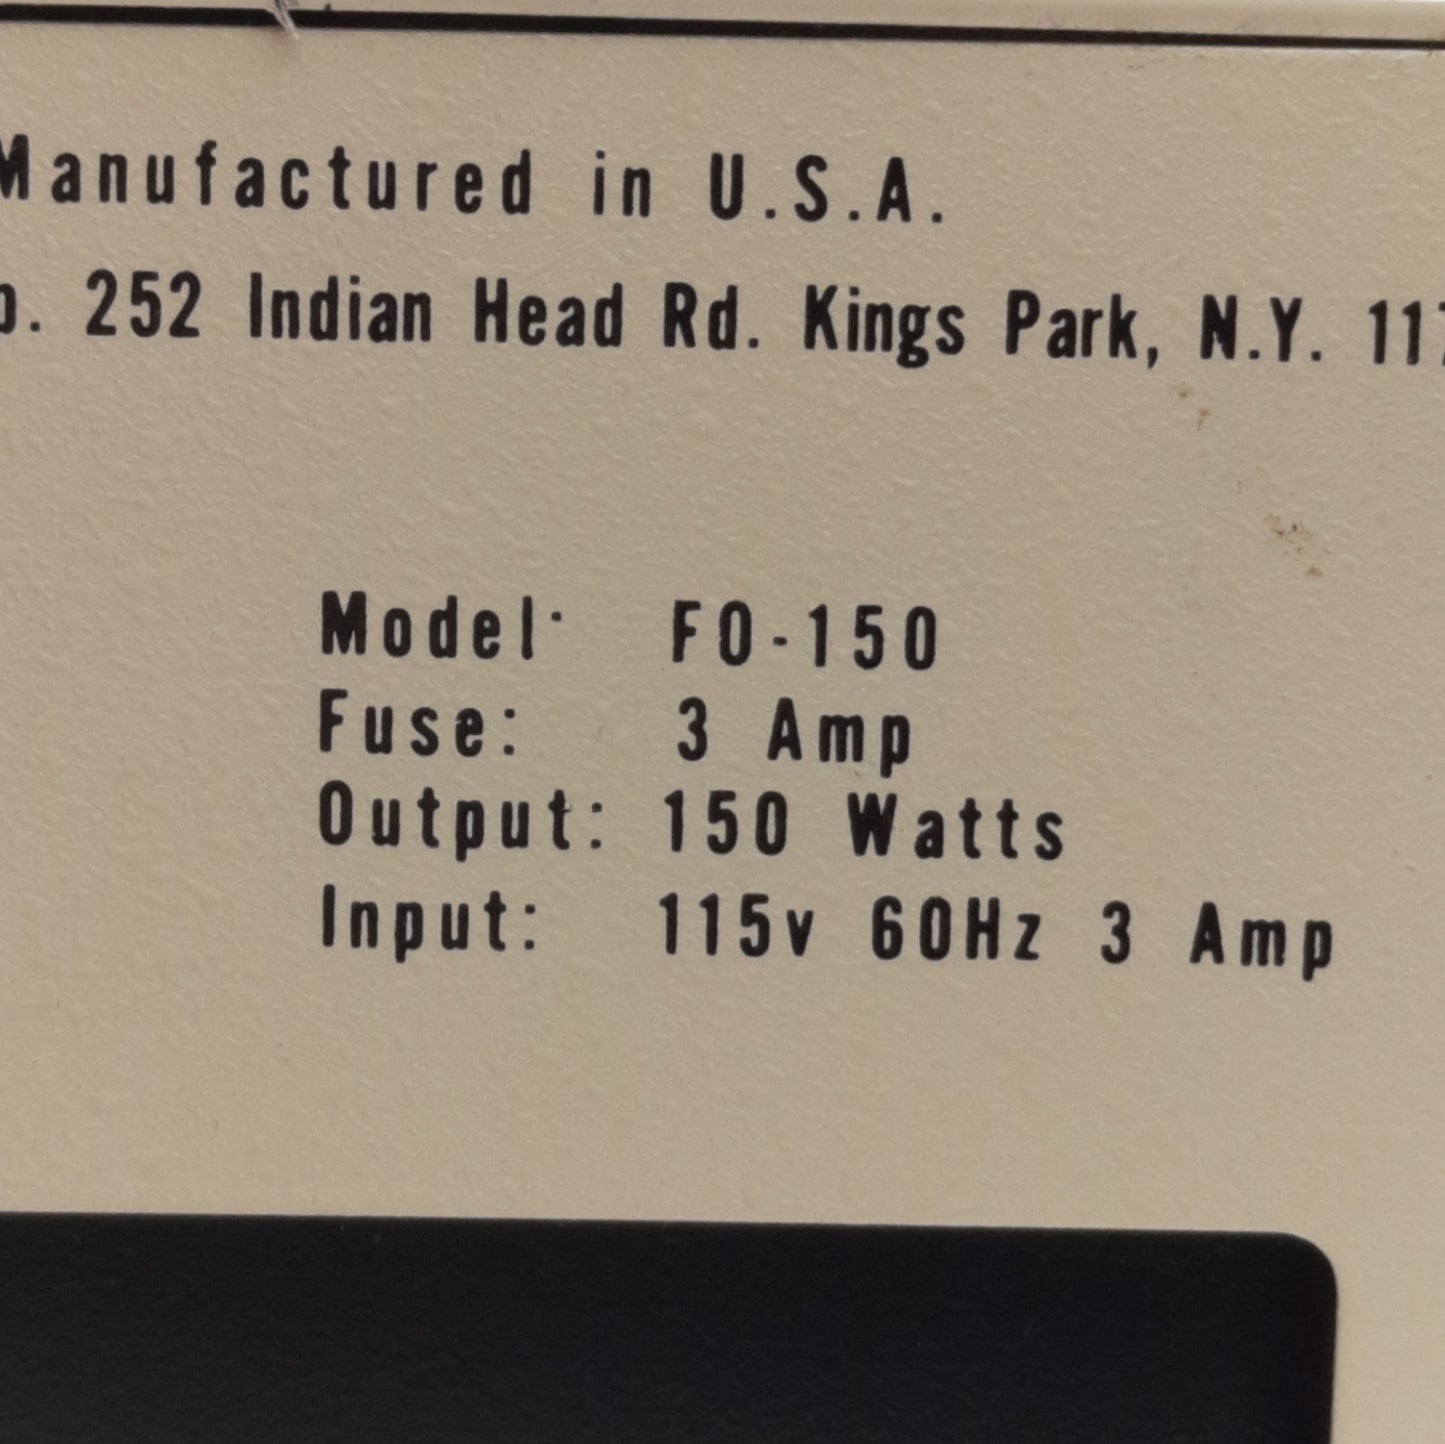 Manufactured in U.S.A.
252 Indian Head Rd. Kings Park, N.Y.
Model: FO-150
Fuse: 3 Amp
Output: 150 Watts
Input: 115v 60Hz 3 Amp